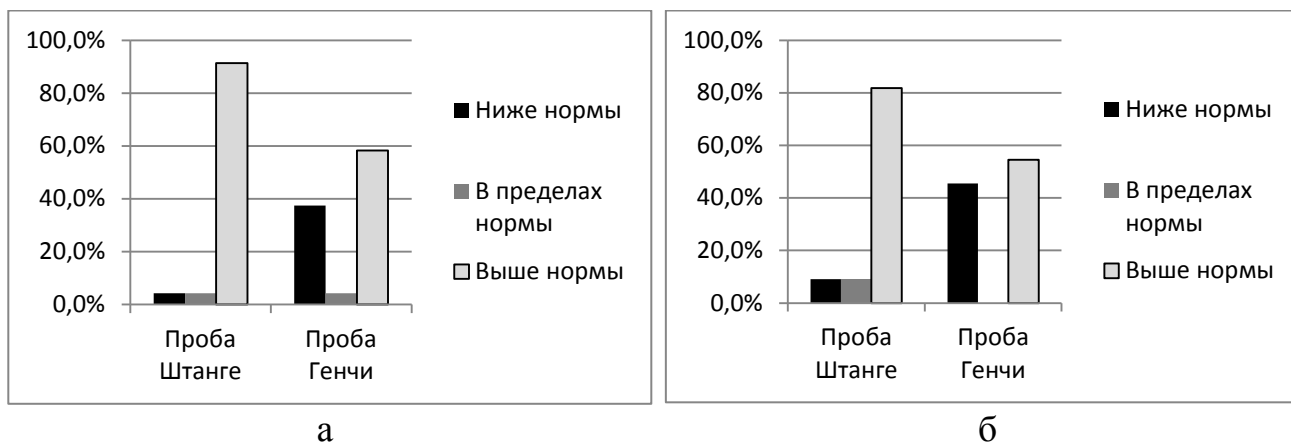 100,0%
80,0%
60,0%
40,0%
20,0%
0,0%
Проба
Штанге
Проба
Генчи
Ниже нормы
В пределах
нормы
Выше нормы
а
100,0%
80,0%
60,0%
40,0%
20,0%
0,0%
Проба
Штанге
Проба
Генчи
Ниже нормы
В пределах
нормы
Выше нормы
б